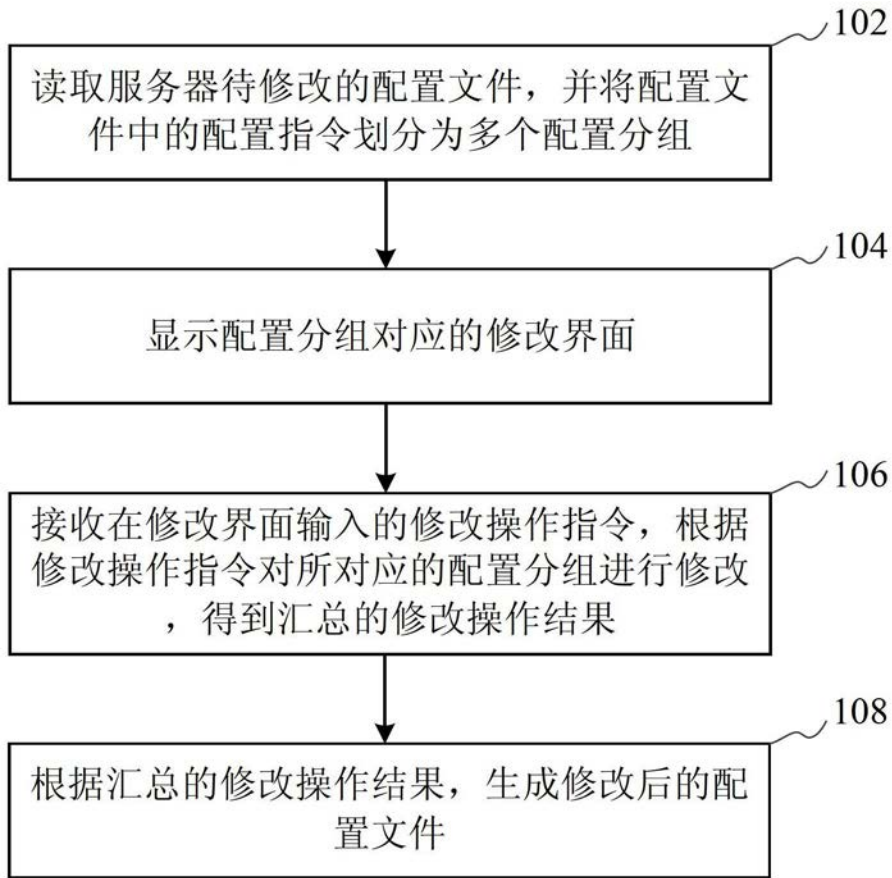 102
读取服务器待修改的配置文件，并将配置文
件中的配置指令划分为多个配置分组
104
显示配置分组对应的修改界面
106
接收在修改界面输入的修改操作指令，根据
修改操作指令对所对应的配置分组进行修改
，得到汇总的修改操作结果
108
根据汇总的修改操作结果，生成修改后的配
置文件